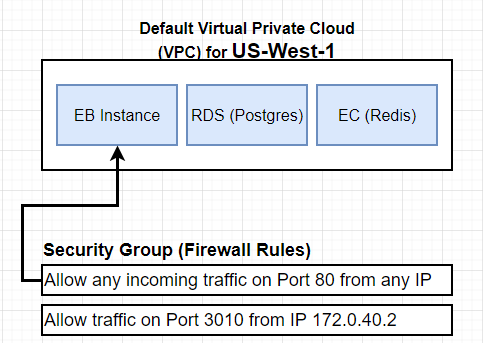 Default Virtual Private Cloud
(VPC) for US-West-1
EB Instance
RDS (Postgres)
EC (Redis)
Security Group (Firewall Rules)
Allow any incoming traffic on Port 80 from any IP
Allow traffic on Port 3010 from IP 172.0.40.2